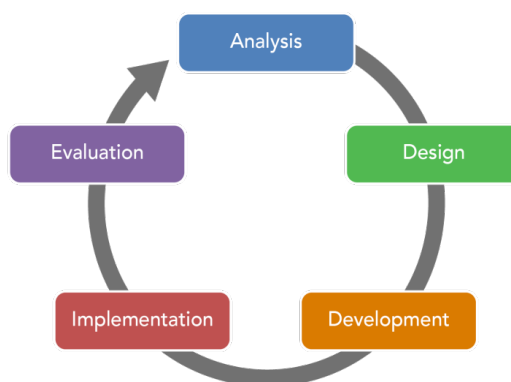 Analysis
Design
Development
Implementation
Evaluation